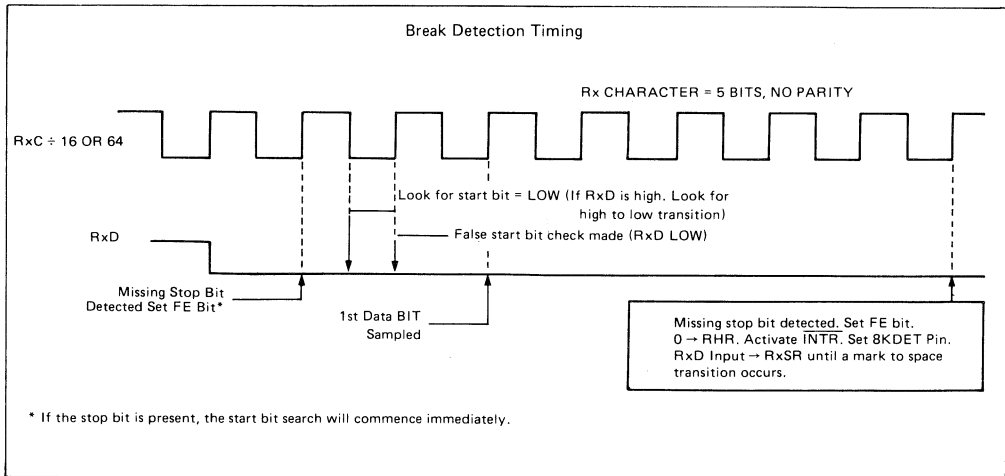 Break Detection Timing
Rx CHARACTER = 5 BITS, NO PARITY
RxC ÷ 16 OR 64
Look for start bit = LOW (If RxD is high. Look for
high to low transition)
False start bit check made (RxD LOW)
RxD
Missing Stop Bit
Detected Set FE Bit*
1st Data BIT
Sampled
Missing stop bit detected. Set FE bit.
0 → RHR. Activate INTR. Set 8KDET Pin.
RxD Input → RxSR until a mark to space
transition occurs.
* If the stop bit is present, the start bit search will commence immediately.